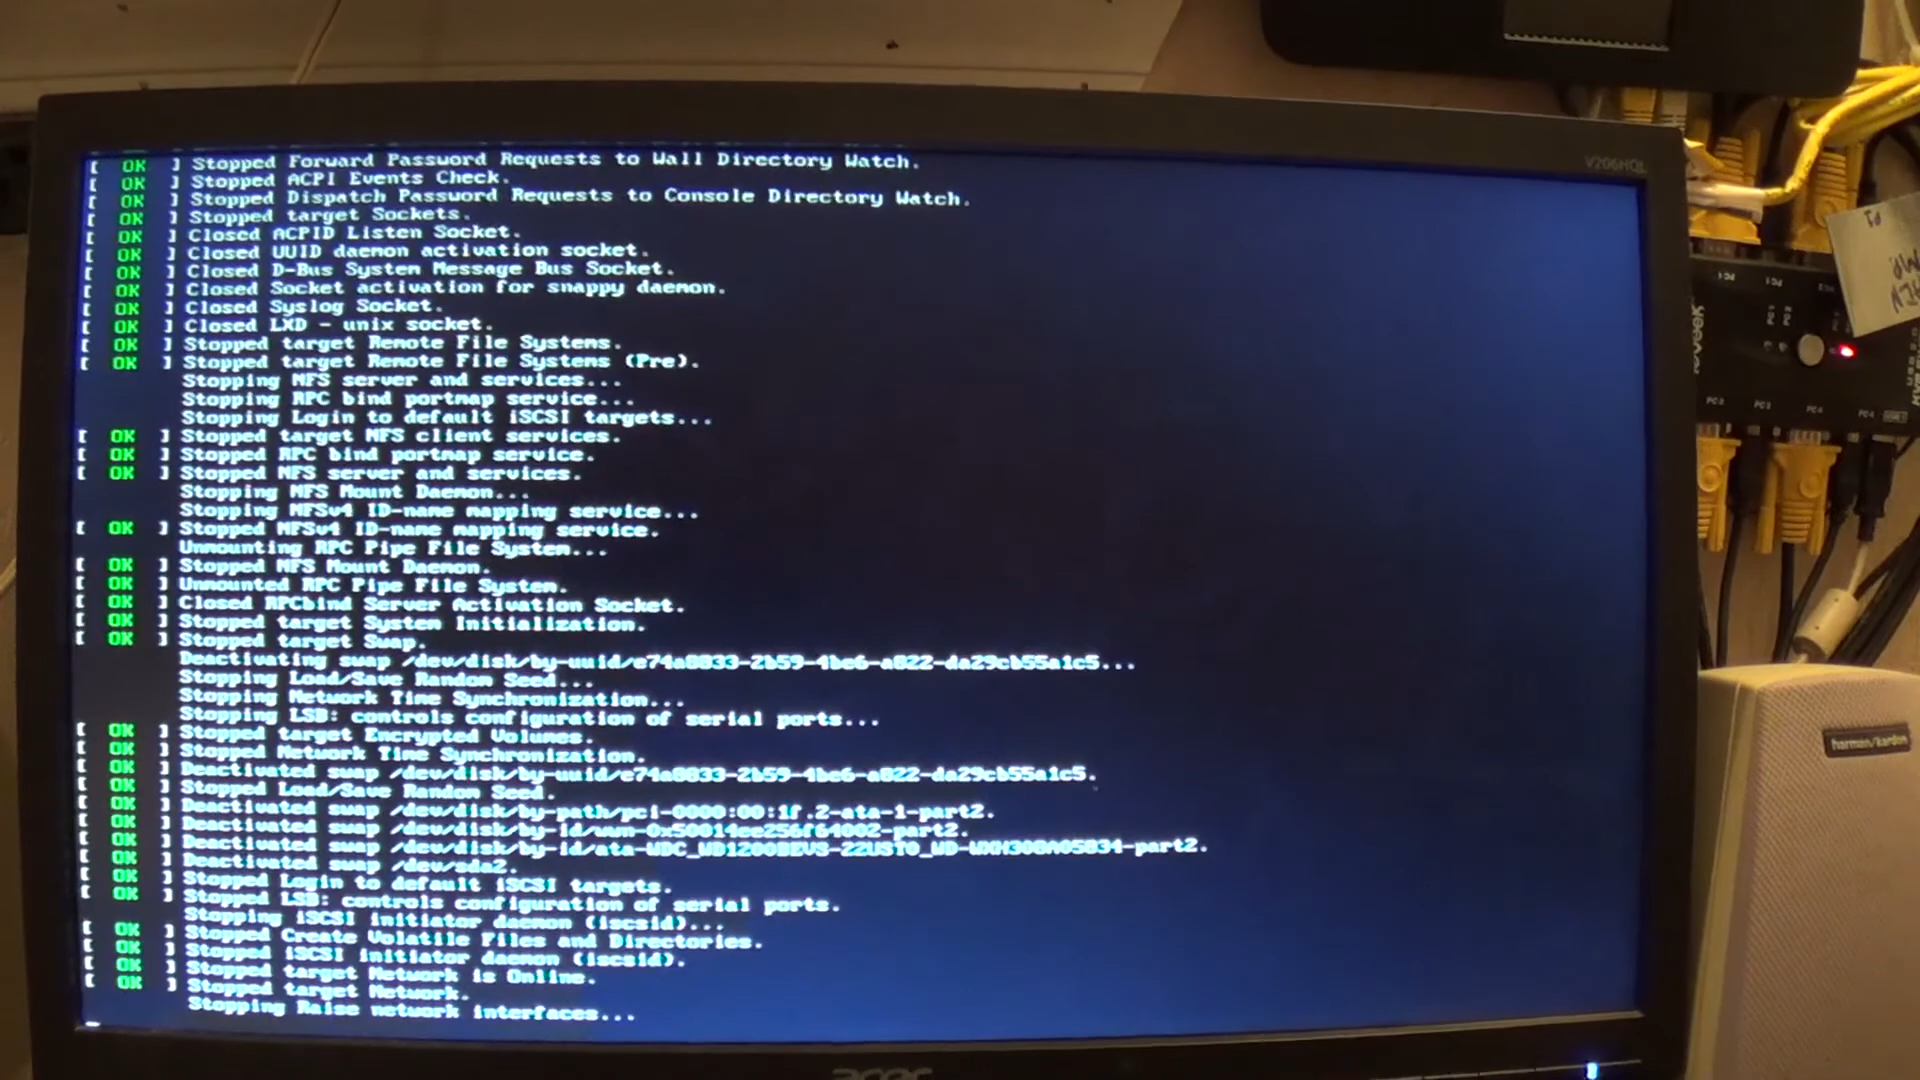 [ OK ] Stopped Forward Password Requests to Wall Directory Watch.
[ OK ] Stopped ACPI Events Check.
[ OK ] Stopped Dispatch Password Requests to Console Directory Watch.
[ OK ] Stopped target Sockets.
[ OK ] Closed ACPID Listen Socket.
[ OK ] Closed UUID daemon activation socket.
[ OK ] Closed D-Bus System Message Bus Socket.
[ OK ] Closed Socket activation for snappy daemon.
[ OK ] Closed Syslog Socket.
[ OK ] Closed LXD - unix socket.
[ OK ] Stopped target Remote File Systems.
[ OK ] Stopped target Remote File Systems (Pre).
Stopping NFS server and services...
Stopping RPC bind portmap service...
Stopping Login to default iSCSI targets...
[ OK ] Stopped target NFS client services.
[ OK ] Stopped RPC bind portmap service.
[ OK ] Stopped NFS server and services.
Stopping NFS Mount Daemon...
Stopping NFSv4 ID-name mapping service...
[ OK ] Stopped NFSv4 ID-name mapping service.
Unmounting RPC Pipe File System...
[ OK ] Stopped NFS Mount Daemon.
[ OK ] Unmounted RPC Pipe File System.
[ OK ] Closed RPCbind Server Activation Socket.
[ OK ] Stopped target System Initialization.
[ OK ] Stopped target Swap.
Deactivating swap /dev/disk/by-uuid/e74a8833-2b59-4be6-a822-da29cb55a1c5...
Stopping Load/Save Random Seed...
Stopping Network Time Synchronization...
Stopping LSB: controls configuration of serial ports...
[ OK ] Stopped target Encrypted Volumes.
[ OK ] Stopped Network Time Synchronization.
[ OK ] Deactivated swap /dev/disk/by-uuid/e74a8833-2b59-4be6-a822-da29cb55a1c5.
[ OK ] Stopped Load/Save Random Seed.
[ OK ] Deactivated swap /dev/disk/by-path/pci-0000:00:1f.2-ata-1-part2.
[ OK ] Deactivated swap /dev/disk/by-id/wwn-0x50014ee256f64002-part2.
[ OK ] Deactivated swap /dev/disk/by-id/ata-WDC_WD1200BEVS-22UST0_WD-WXH308A05834-part2.
[ OK ] Deactivated swap /dev/sda2.
[ OK ] Stopped Login to default iSCSI targets.
[ OK ] Stopped LSB: controls configuration of serial ports.
Stopping iSCSI initiator daemon (iscsid)...
[ OK ] Stopped Create Volatile Files and Directories.
[ OK ] Stopped iSCSI initiator daemon (iscsid).
[ OK ] Stopped target Network is Online.
[ OK ] Stopped target Network.
Stopping Raise network interfaces...
V206HQL
acer
harman/kardon